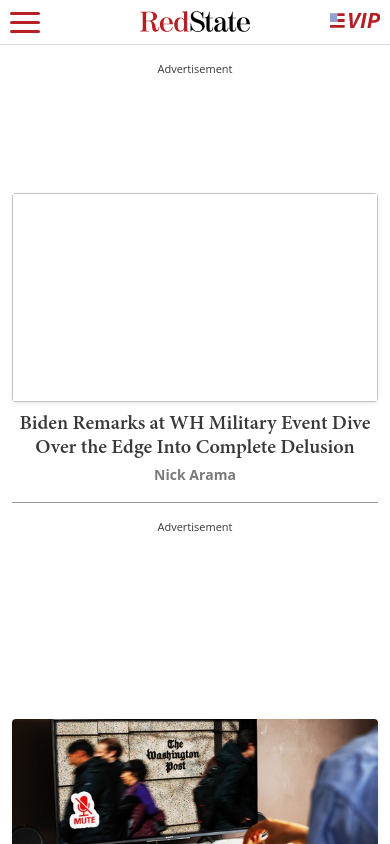 RedState
VIP
Advertisement
Biden Remarks at WH Military Event Dive
Over the Edge Into Complete Delusion
Nick Arama
Advertisement
The
Washington
Post
MUTE